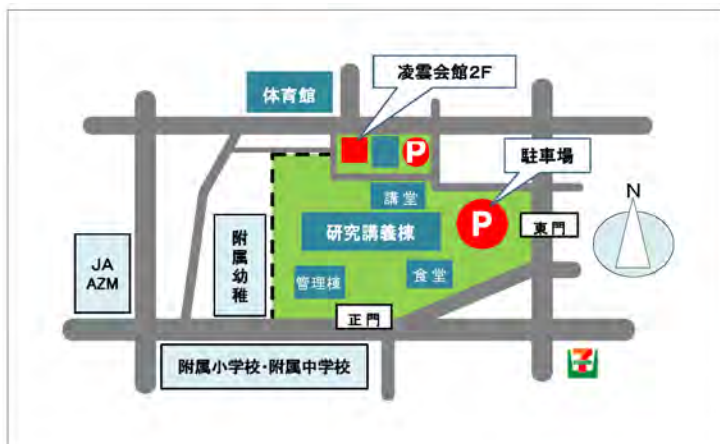 凌雲会館2F
体育館
P
駐車場
講堂
P
N
研究講義棟
東門
JA
AZM
附属幼稚
管理棟
食堂
正門
附属小学校・附属中学校
7